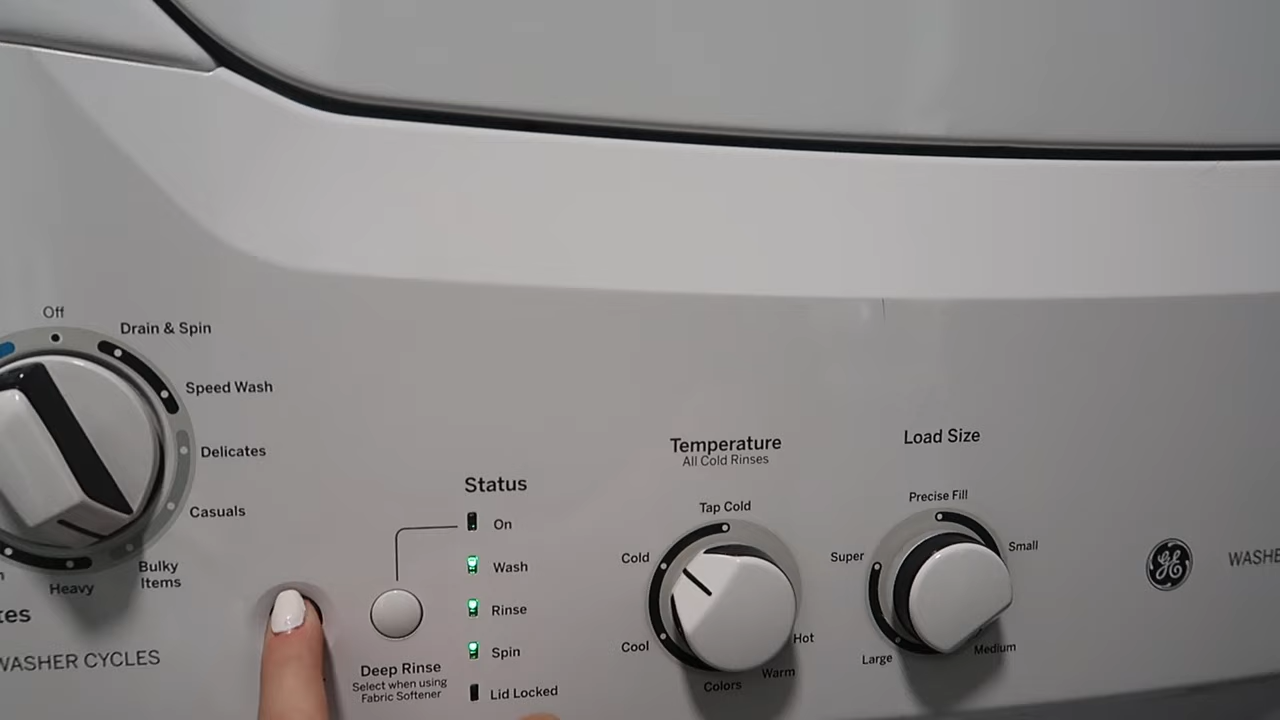 Off
Drain & Spin
Speed Wash
Delicates
Casuals
Bulky
Items
Heavy
WASHER CYCLES
Deep Rinse
Select when using
Fabric Softener
Status
On
Wash
Rinse
Spin
Lid Locked
Temperature
All Cold Rinses
Tap Cold
Cold
Cool
Colors
Warm
Hot
Load Size
Precise Fill
Small
Medium
Large
Super
GE